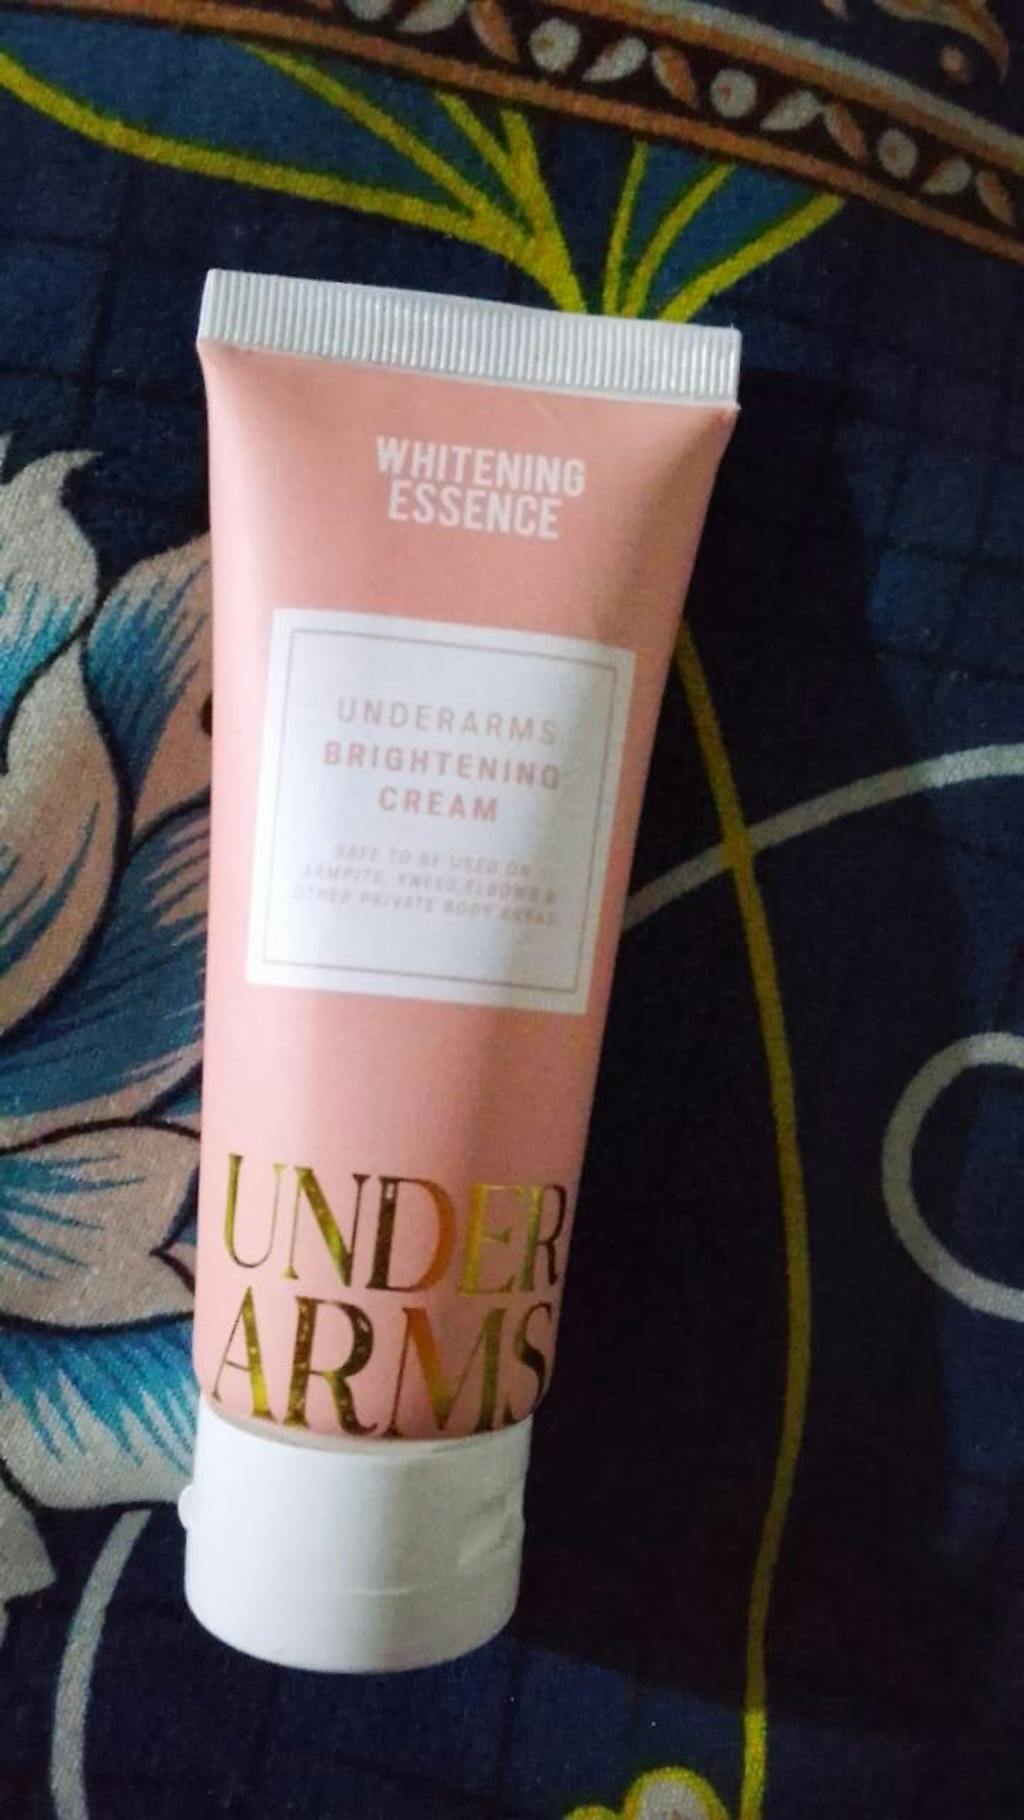 WHITENING
ESSENCE
UNDERARMS
BRIGHTENING
CREAM
SAFE TO BE USED ON
ARMPITS, KNEES, ELBOWS &
OTHER PRIVATE BODY AREAS
UNDER
ARMS